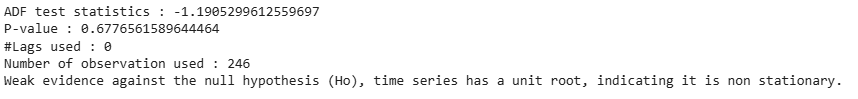 ADF test statistics : -1.1905299612559697
P-value : 0.6776561589644464
#Lags used : 0
Number of observation used : 246
Weak evidence against the null hypothesis (Ho), time series has a unit root, indicating it is non stationary.